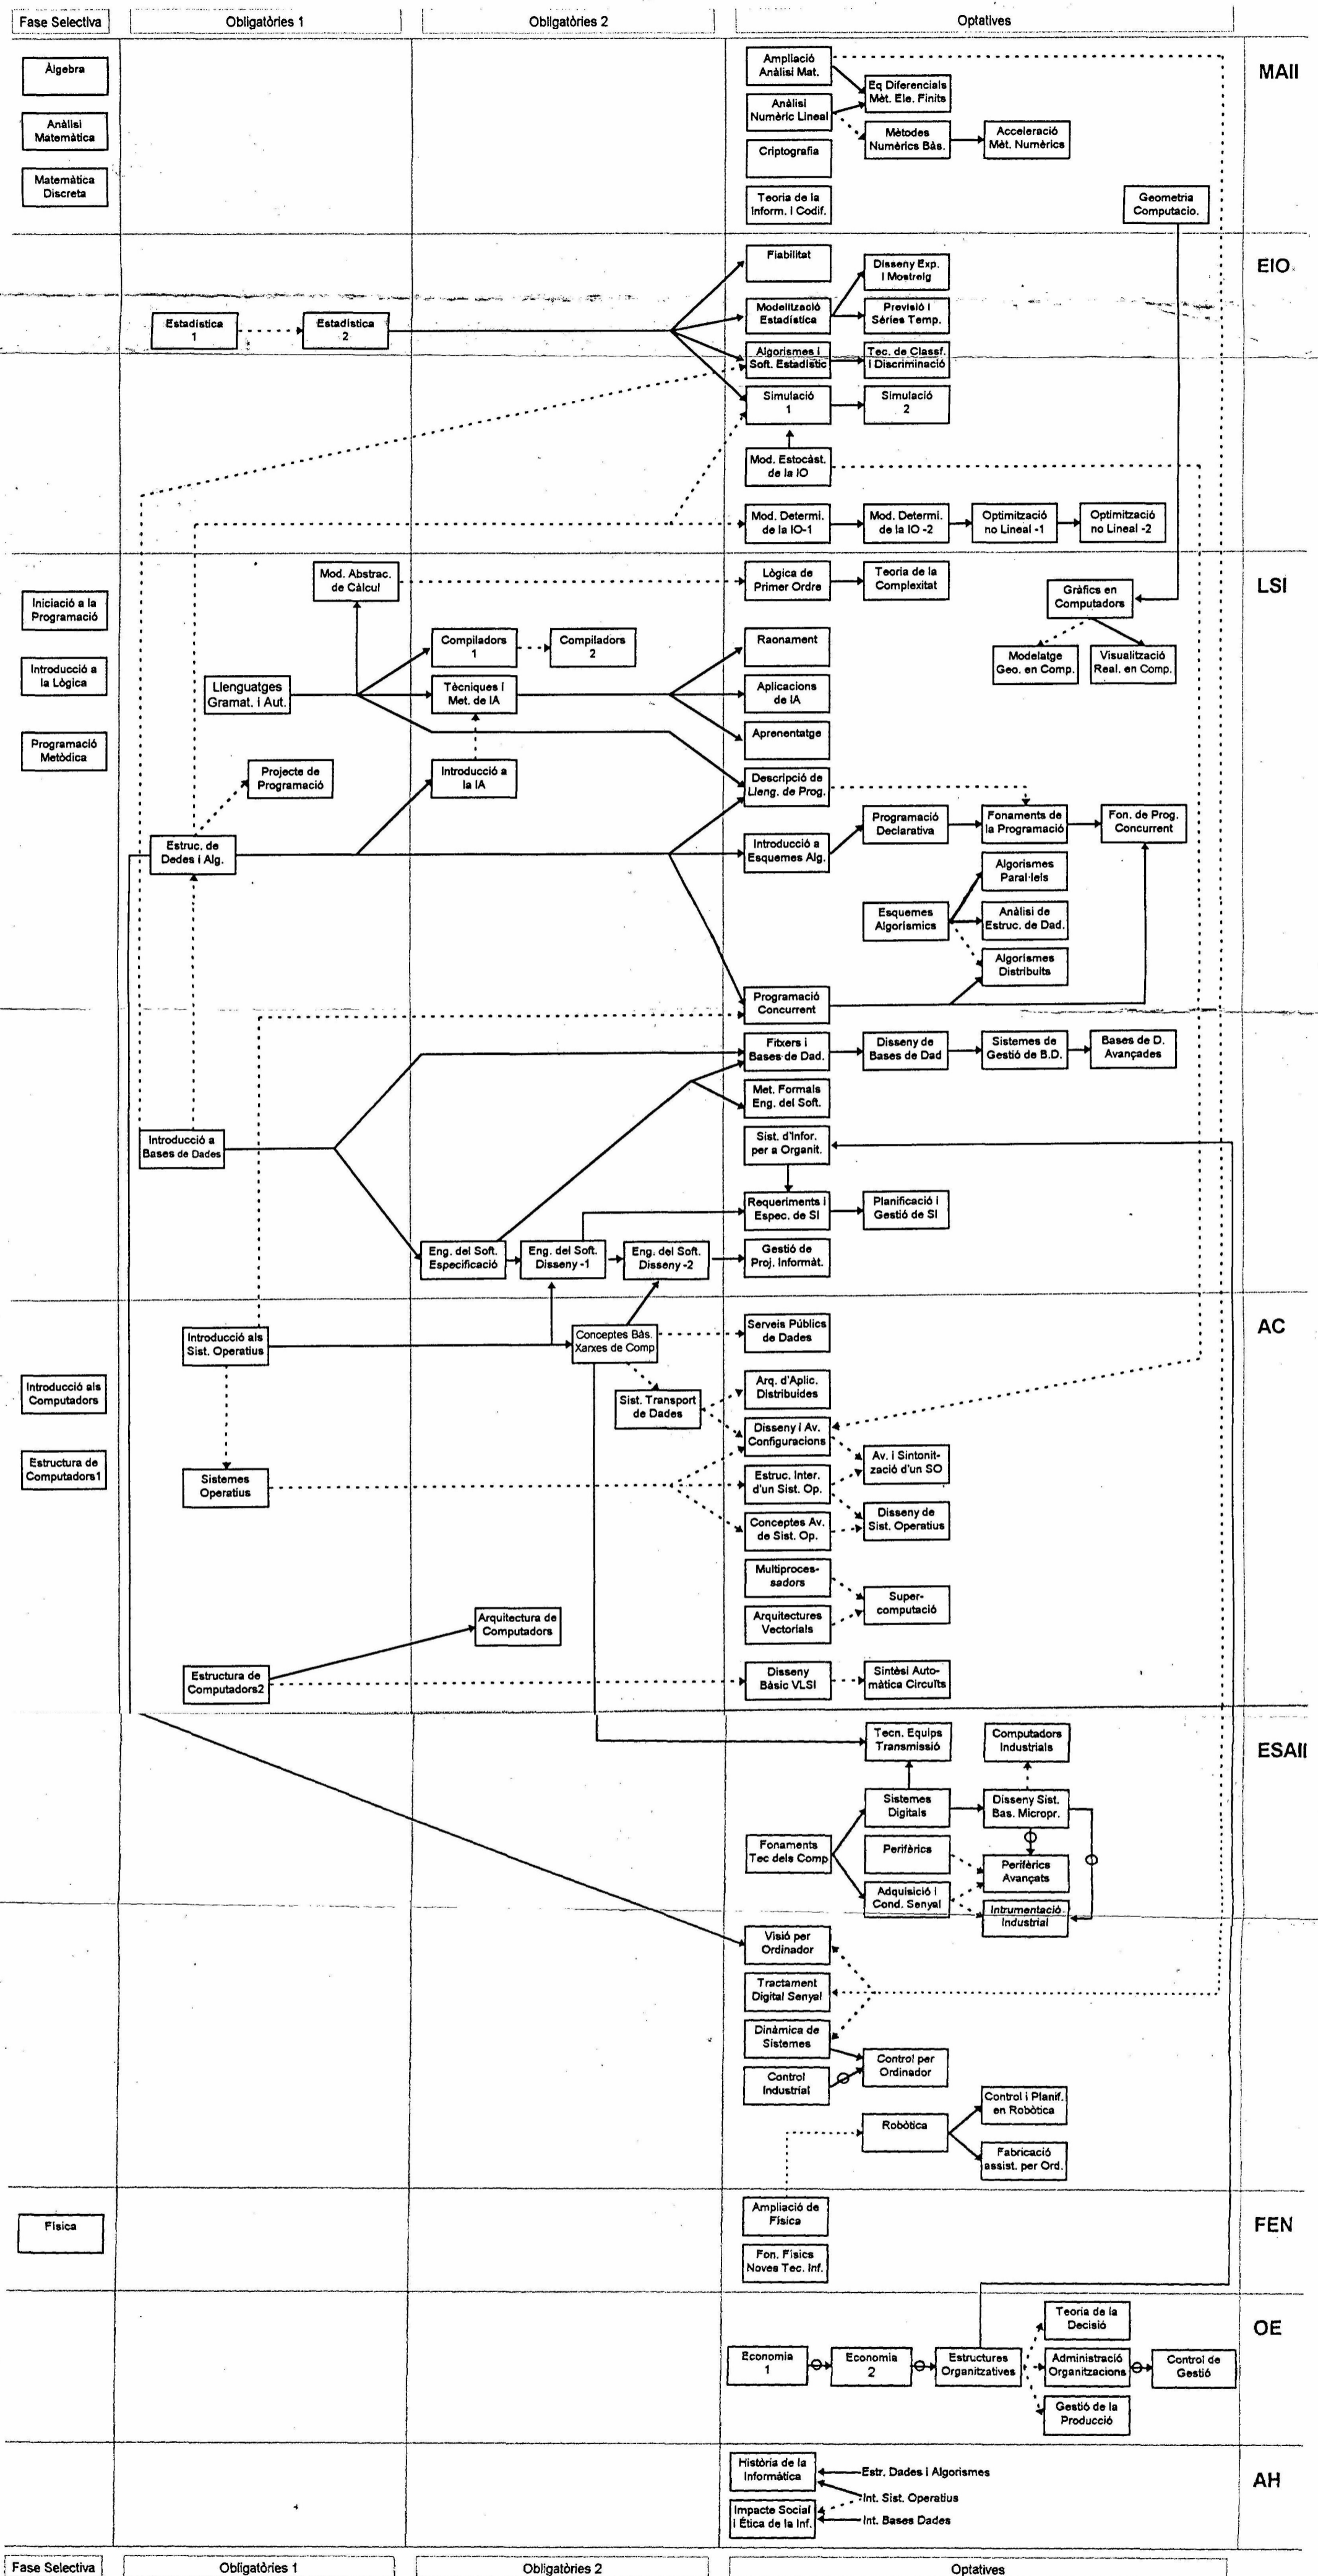 Fase Selectiva
Obligatòries 1
Obligatòries 2
Optatives
MAII
Àlgebra
Anàlisi
Matemàtica
Matemàtica
Discreta
Ampliació
Anàlisi Mat.
Eq Diferencials
Mèt. Ele. Finits
Anàlisi
Numèric Lineal
Mètodes
Numèrics Bàs.
Acceleració
Mèt. Numèrics
Criptografia
Teoria de la
Inform. I Codif.
Geometria
Computacio.
EIO
Estadística
1
Estadística
2
Fiabilitat
Disseny Exp.
I Mostreig
Modelització
Estadística
Previsió I
Sèries Temp.
Algorismes i
Soft. Estadístic
Tec. de Classf.
I Discriminació
Simulació
1
Simulació
2
Mod. Estocàst.
de la IO
Mod. Determi.
de la IO-1
Mod. Determi.
de la IO -2
Optimització
no Lineal -1
Optimització
no Lineal -2
LSI
Iniciació a la
Programació
Introducció a
la Lògica
Programació
Metòdica
Mod. Abstrac.
de Càlcul
Lògica de
Primer Ordre
Teoria de la
Complexitat
Gràfics en
Computadors
Modelatge
Geo. en Comp.
Visualització
Real. en Comp.
Compiladors
1
Compiladors
2
Llenguatges
Gramat. i Aut.
Tècniques I
Met. de IA
Raonament
Aplicacions
de IA
Aprenentatge
Projecte de
Programació
Introducció a
la IA
Descripció de
Lleng. de Prog.
Estruc. de
Dedes i Alg.
Introducció a
Esquemes Alg.
Programació
Declarativa
Fonaments de
la Programació
Fon. de Prog.
Concurrent
Algorismes
Paral·lels
Esquemes
Algorísmics
Anàlisi de
Estruc. de Dad.
Algorismes
Distribuits
Programació
Concurrent
Fitxers i
Bases de Dad.
Disseny de
Bases de Dad
Sistemes de
Gestió de B.D.
Bases de D.
Avançades
Met. Formals
Eng. del Soft.
Introducció a
Bases de Dades
Sist. d'Infor.
per a Organit.
Requeriments i
Espec. de SI
Planificació i
Gestió de SI
Eng. del Soft.
Especificació
Eng. del Soft.
Disseny -1
Eng. del Soft.
Disseny -2
Gestió de
Proj. Informàt.
AC
Introducció als
Computadors
Estructura de
Computadors1
Introducció als
Sist. Operatius
Conceptes Bàs.
Xarxes de Comp
Serveis Públics
de Dades
Sist. Transport
de Dades
Arq. d'Aplic.
Distribuides
Disseny i Av.
Configuracions
Av. i Sintonit-
zació d'un SO
Sistemes
Operatius
Estruc. Inter.
d'un Sist. Op.
Disseny de
Sist. Operatius
Conceptes Av.
de Sist. Op.
Multiproces-
sadors
Super-
computació
Arquitectures
Vectorials
Arquitectura de
Computadors
Estructura de
Computadors2
Disseny
Bàsic VLSI
Sintèsi Auto-
màtica Circuïts
ESAII
Tecn. Equips
Transmissió
Computadors
Industrials
Sistemes
Digitals
Disseny Sist.
Bas. Micropr.
Fonaments
Tec dels Comp
Perifèrics
Perifèrics
Avançats
Adquisició i
Cond. Senyal
Intrumentació
Industrial
Visió per
Ordinador
Tractament
Digital Senyal
Dinàmica de
Sistemes
Control per
Ordinador
Control
Industrial
Robòtica
Control i Planif.
en Robòtica
Fabricació
assist. per Ord.
FEN
Física
Ampliació de
Física
Fon. Físics
Noves Tec. Inf.
OE
Economia
1
Economia
2
Estructures
Organitzatives
Teoria de la
Decisió
Administració
Organitzacions
Control de
Gestió
Gestió de la
Producció
AH
Història de la
Informàtica
Estr. Dades i Algorismes
Int. Sist. Operatius
Impacte Social
i Ética de la Inf.
Int. Bases Dades
Fase Selectiva
Obligatòries 1
Obligatòries 2
Optatives